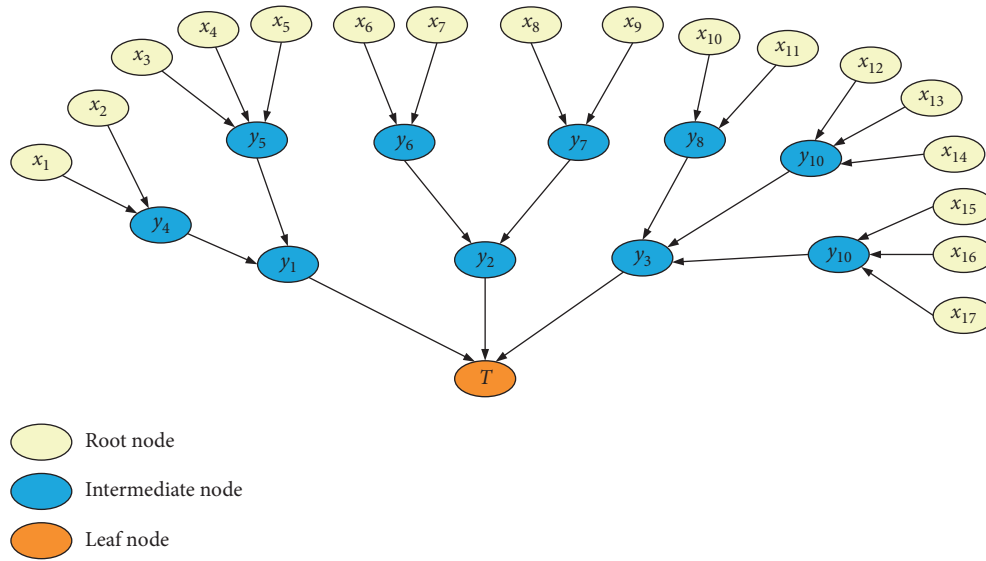 x₅
x₆
x₇
x₈
x₉
x₄
x₁₀
x₁₁
x₃
x₁₂
x₁₃
x₂
y₅
y₆
y₇
y₈
x₁
y₁₀
x₁₄
x₁₅
y₄
y₁
y₂
y₃
y₁₀
x₁₆
x₁₇
T
Root node
Intermediate node
Leaf node